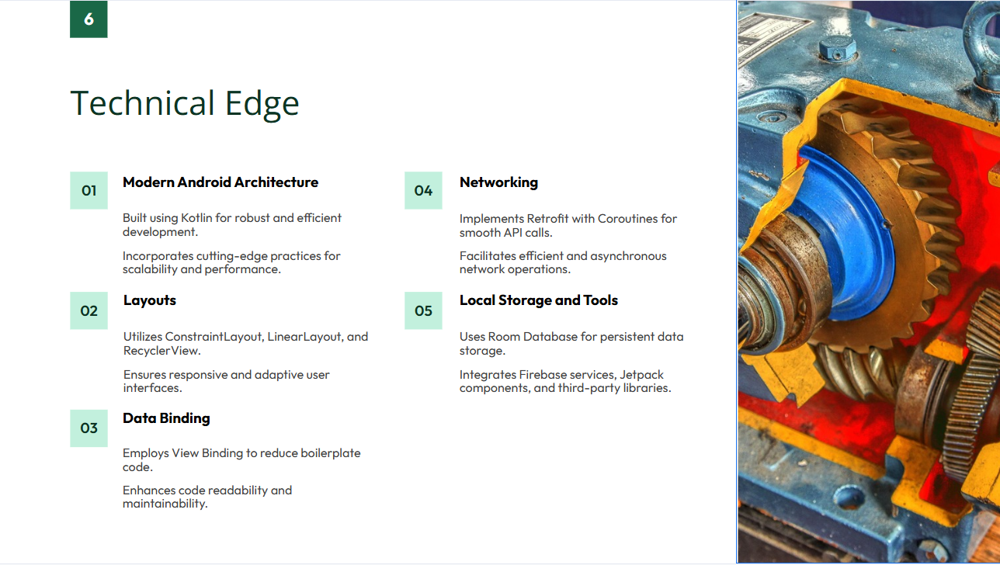 6
Technical Edge
01
Modern Android Architecture
Built using Kotlin for robust and efficient
development.
Incorporates cutting-edge practices for
scalability and performance.
02
Layouts
Utilizes ConstraintLayout, LinearLayout, and
RecyclerView.
Ensures responsive and adaptive user
interfaces.
03
Data Binding
Employs View Binding to reduce boilerplate
code.
Enhances code readability and
maintainability.
04
Networking
Implements Retrofit with Coroutines for
smooth API calls.
Facilitates efficient and asynchronous
network operations.
05
Local Storage and Tools
Uses Room Database for persistent data
storage.
Integrates Firebase services, Jetpack
components, and third-party libraries.